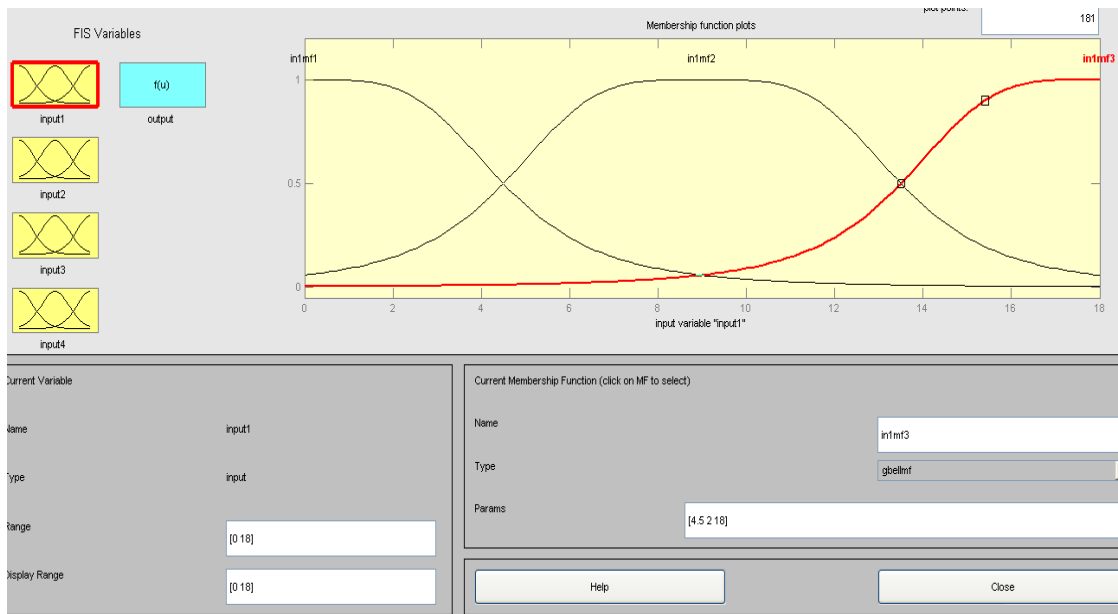 plot points:
181
FIS Variables
Membership function plots
f(u)
input1
output
input2
input3
input4
in1mf1
in1mf2
in1mf3
1
0.5
0
0 2 4 6 8 10 12 14 16 18
input variable "input1"
Current Variable
Name input1
Type input
Range [0 18]
Display Range [0 18]
Current Membership Function (click on MF to select)
Name in1mf3
Type gbellmf
Params [4.5 2 18]
Help Close